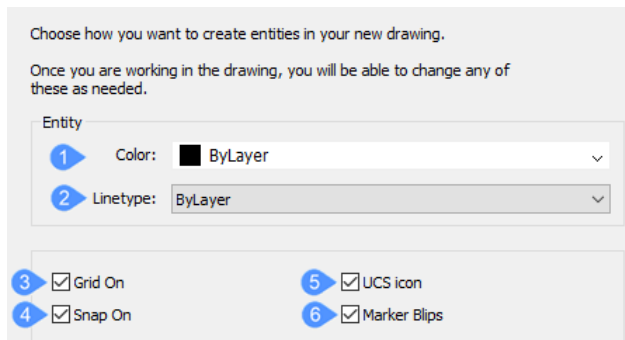 Choose how you want to create entities in your new drawing.
Once you are working in the drawing, you will be able to change any of
these as needed.
Entity
1 Color: ByLayer
2 Linetype: ByLayer
3 Grid On 5 UCS icon
4 Snap On 6 Marker Blips